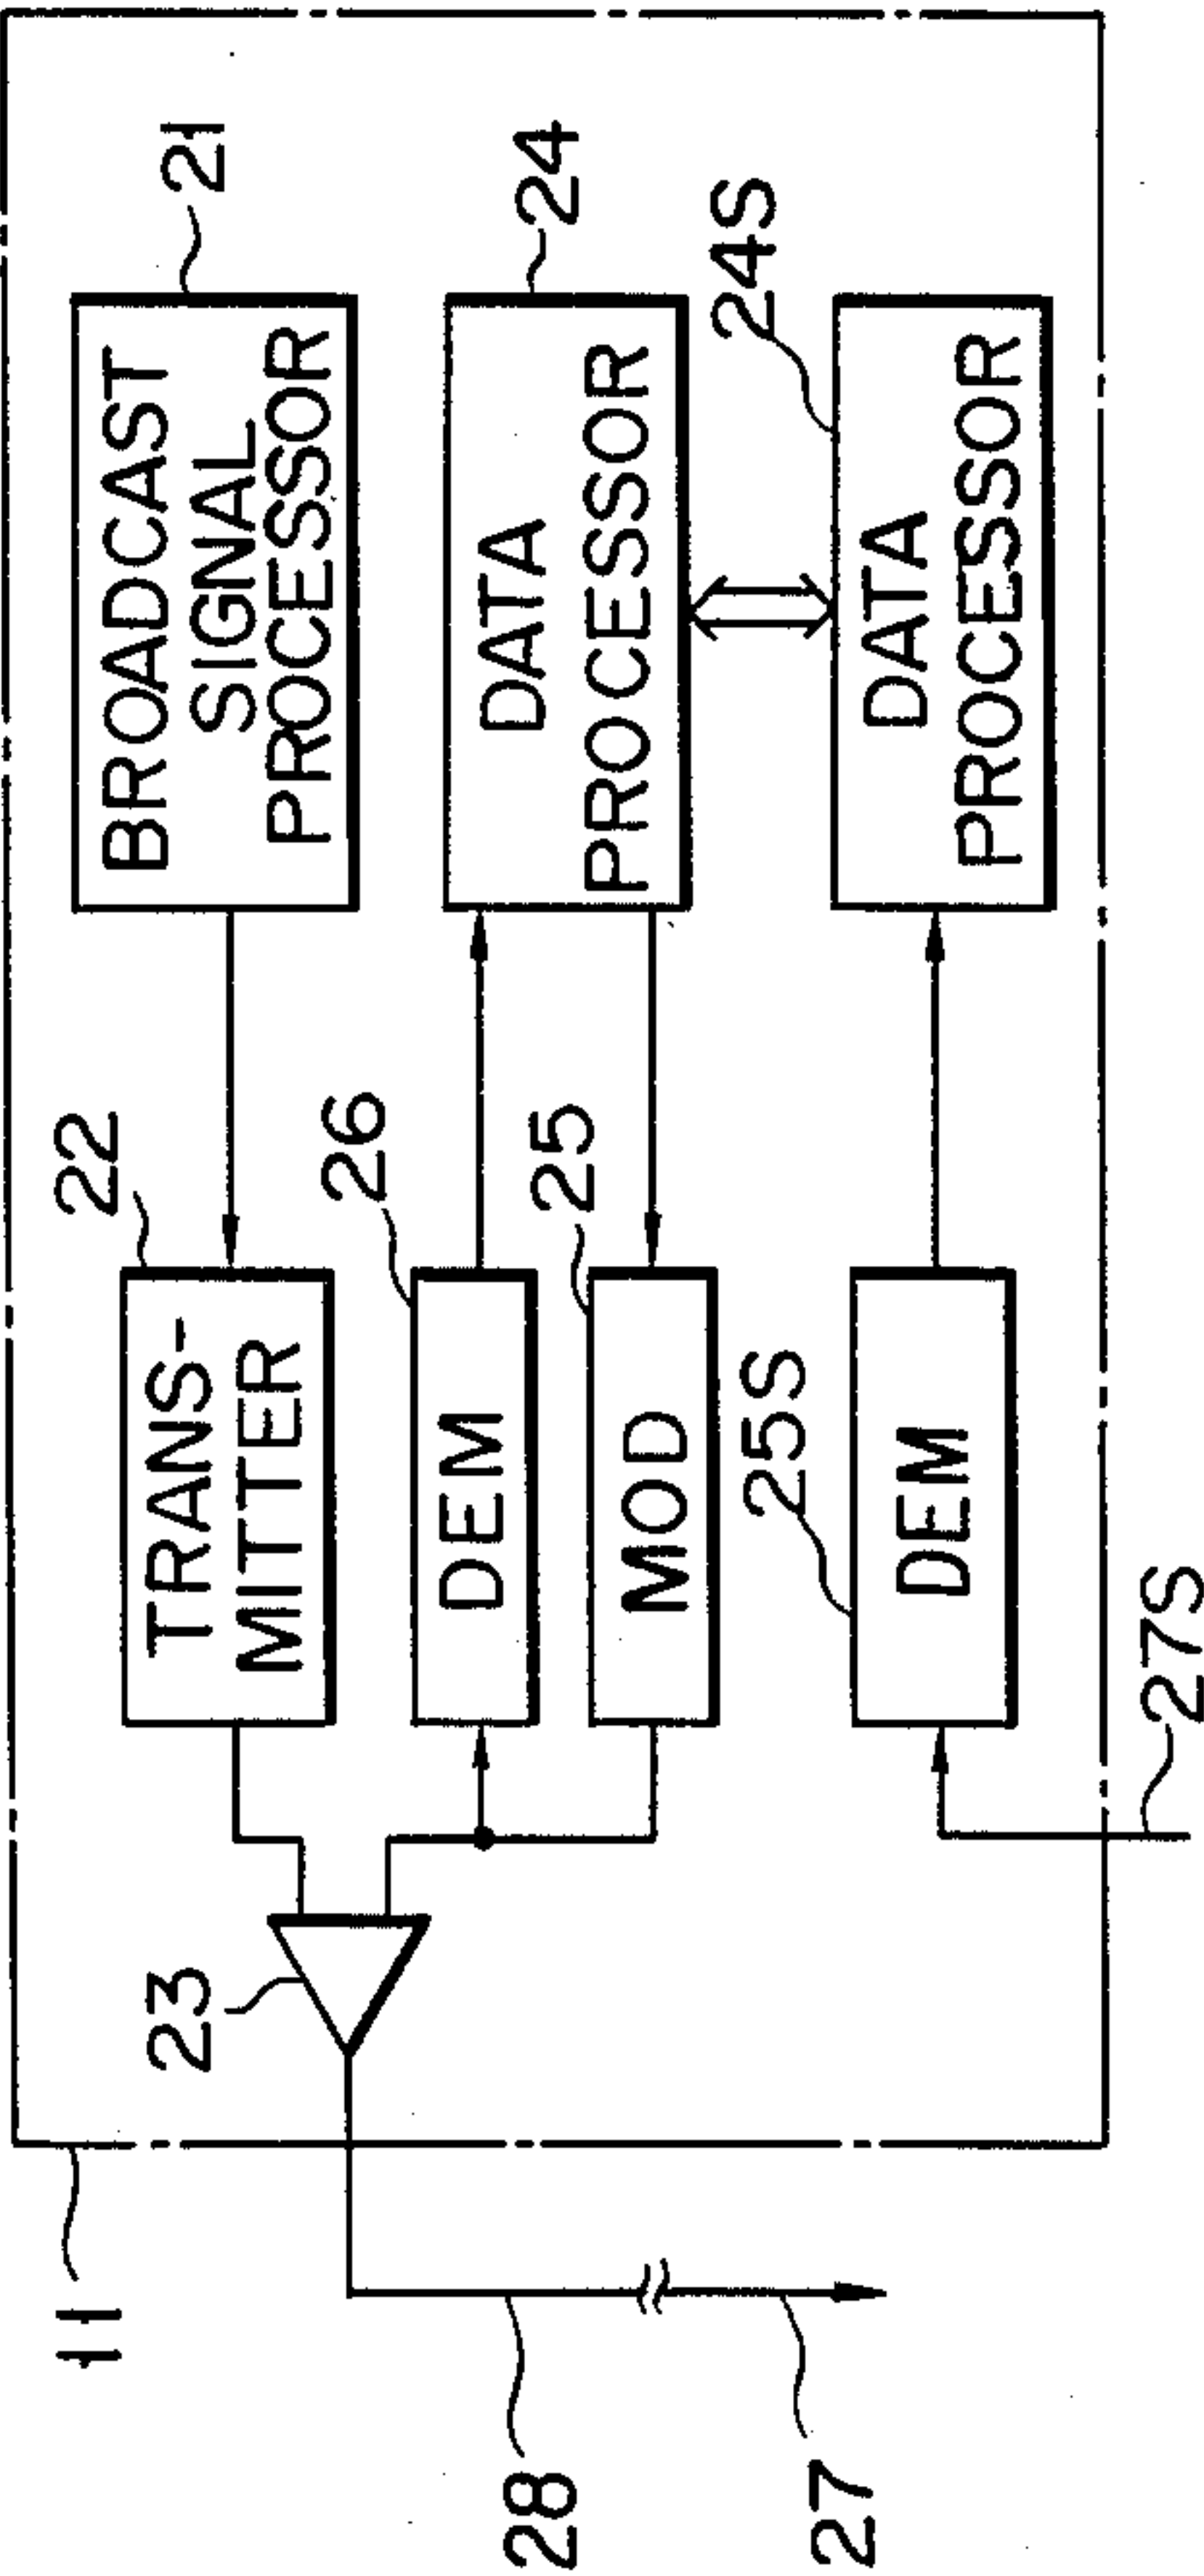 11
21
BROADCAST
SIGNAL
PROCESSOR
22
TRANS-
MITTER
23
24
DATA
PROCESSOR
26
DEM
25
MOD
24S
DATA
PROCESSOR
25S
DEM
27S
28
27